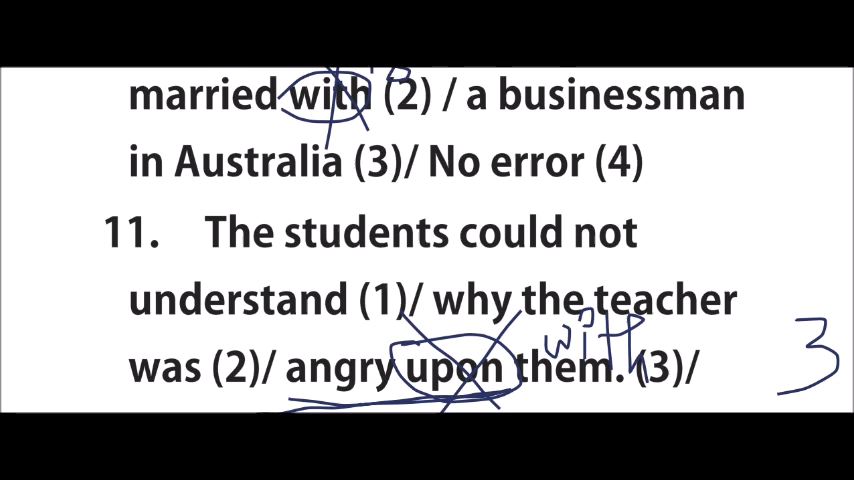 married with (2) / a businessman
in Australia (3)/ No error (4)
11. The students could not
understand (1)/ why the teacher
was (2)/ angry upon them. (3)/
with
3